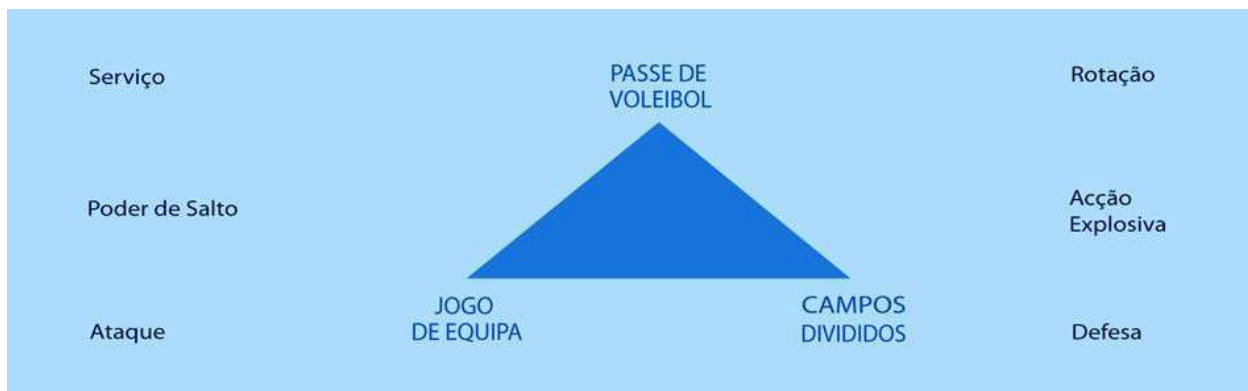 Serviço
PASSE DE
VOLEIBOL
Rotação
Poder de Salto
Acção
Explosiva
Ataque
JOGO
DE EQUIPA
CAMPOS
DIVIDIDOS
Defesa